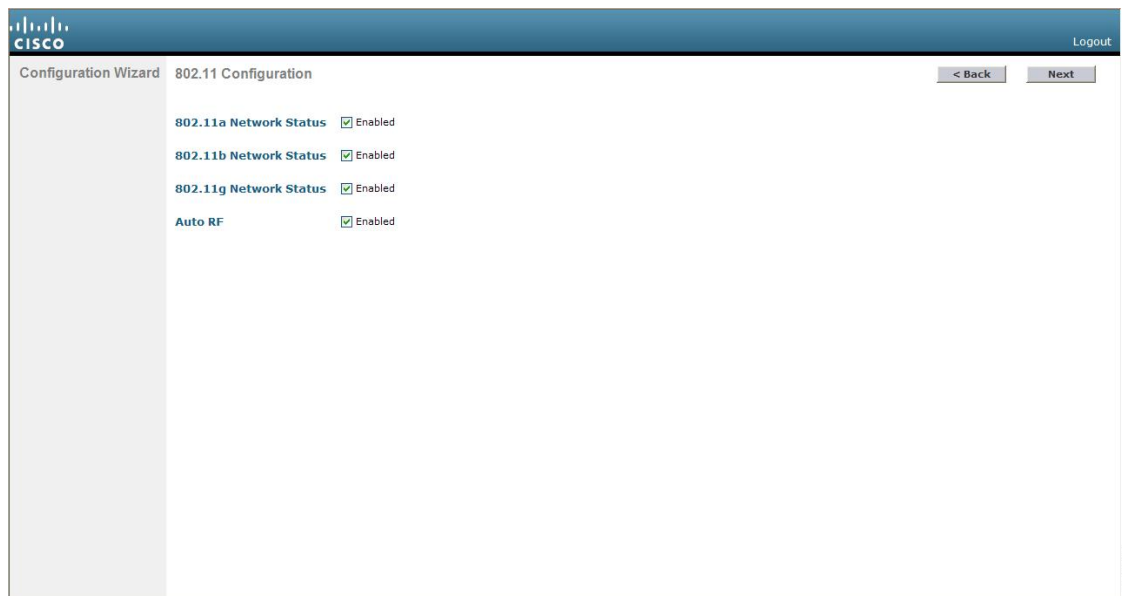 CISCO
Logout
Configuration Wizard
802.11 Configuration
< Back
Next
802.11a Network Status Enabled
802.11b Network Status Enabled
802.11g Network Status Enabled
Auto RF Enabled